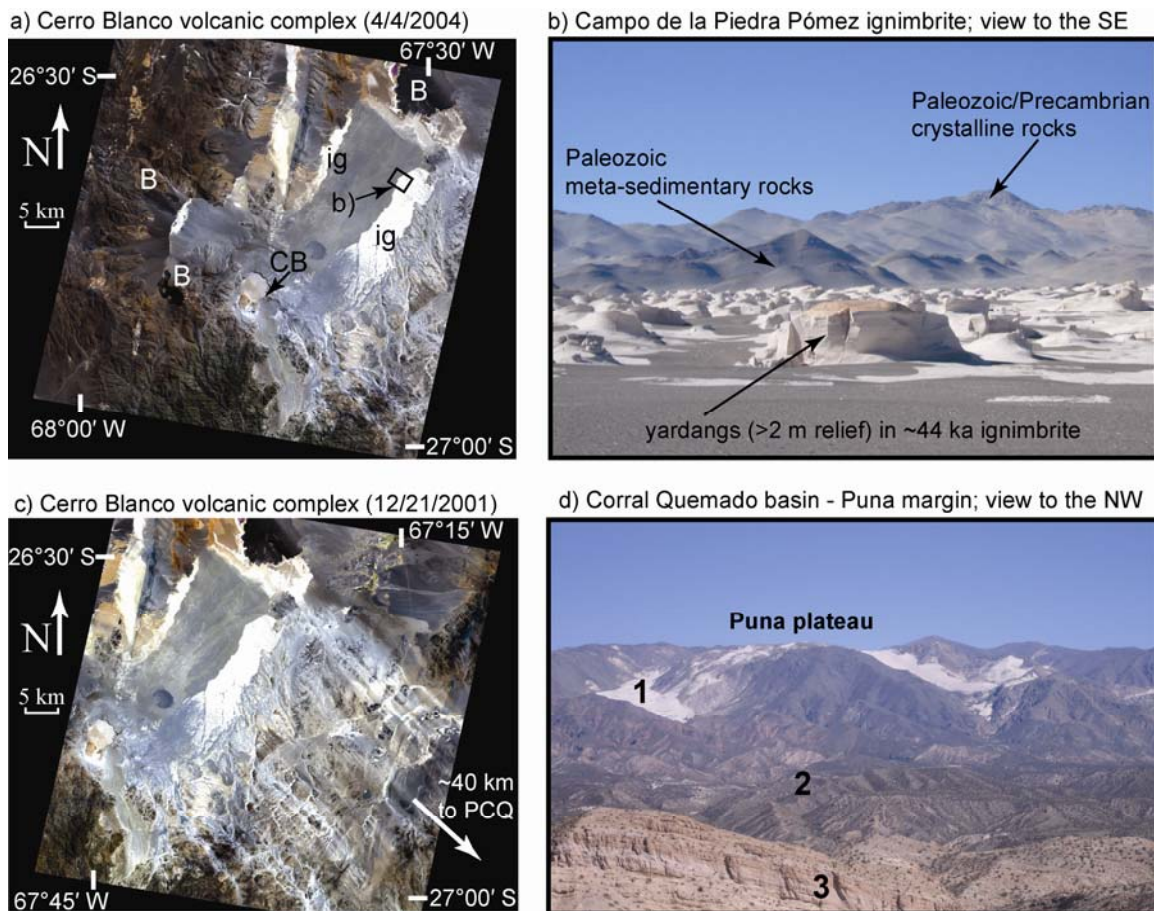 a) Cerro Blanco volcanic complex (4/4/2004)
67°30′ W
26°30′ S
B
N
ig
B
b)
5 km
ig
B
CB
68°00′ W
27°00′ S
b) Campo de la Piedra Pómez ignimbrite; view to the SE
Paleozoic/Precambrian
crystalline rocks
Paleozoic
meta-sedimentary rocks
yardangs (>2 m relief) in ~44 ka ignimbrite
c) Cerro Blanco volcanic complex (12/21/2001)
67°15′ W
26°30′ S
N
5 km
~40 km
to PCQ
67°45′ W
27°00′ S
d) Corral Quemado basin - Puna margin; view to the NW
Puna plateau
1
2
3